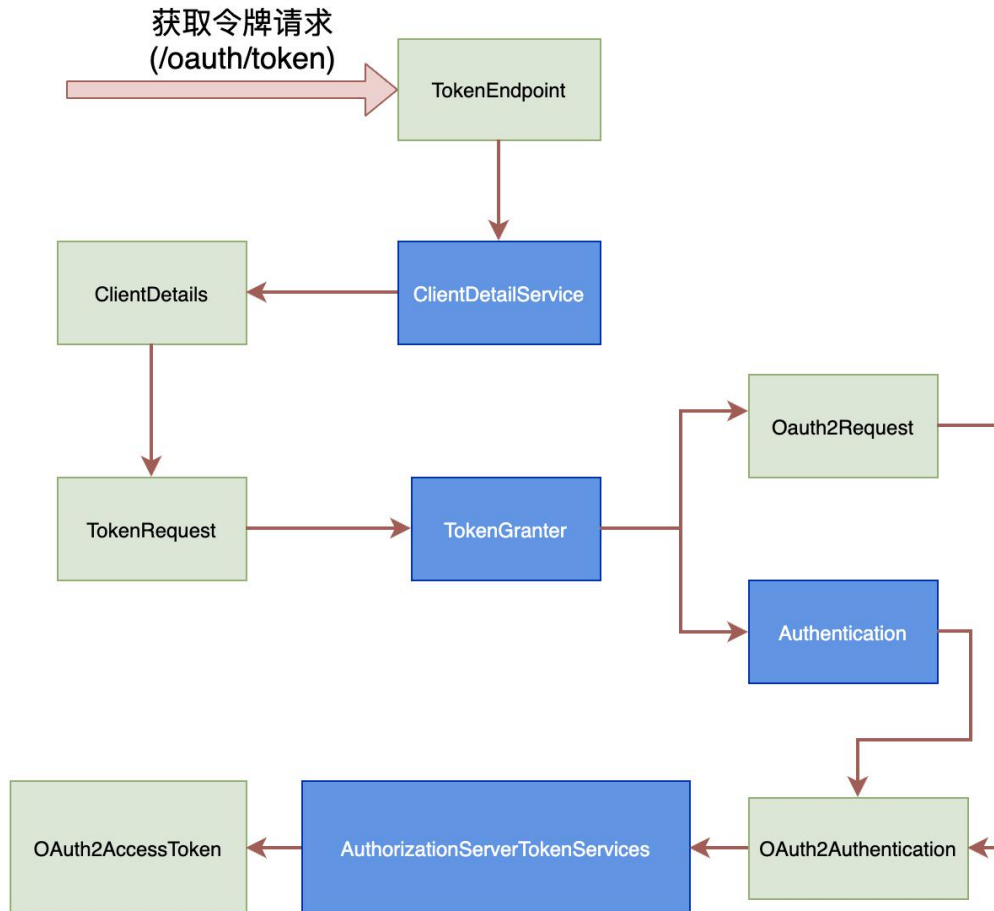 获取令牌请求
(/oauth/token)
TokenEndpoint
ClientDetails
ClientDetailService
Oauth2Request
TokenRequest
TokenGranter
Authentication
OAuth2AccessToken
AuthorizationServerTokenServices
OAuth2Authentication